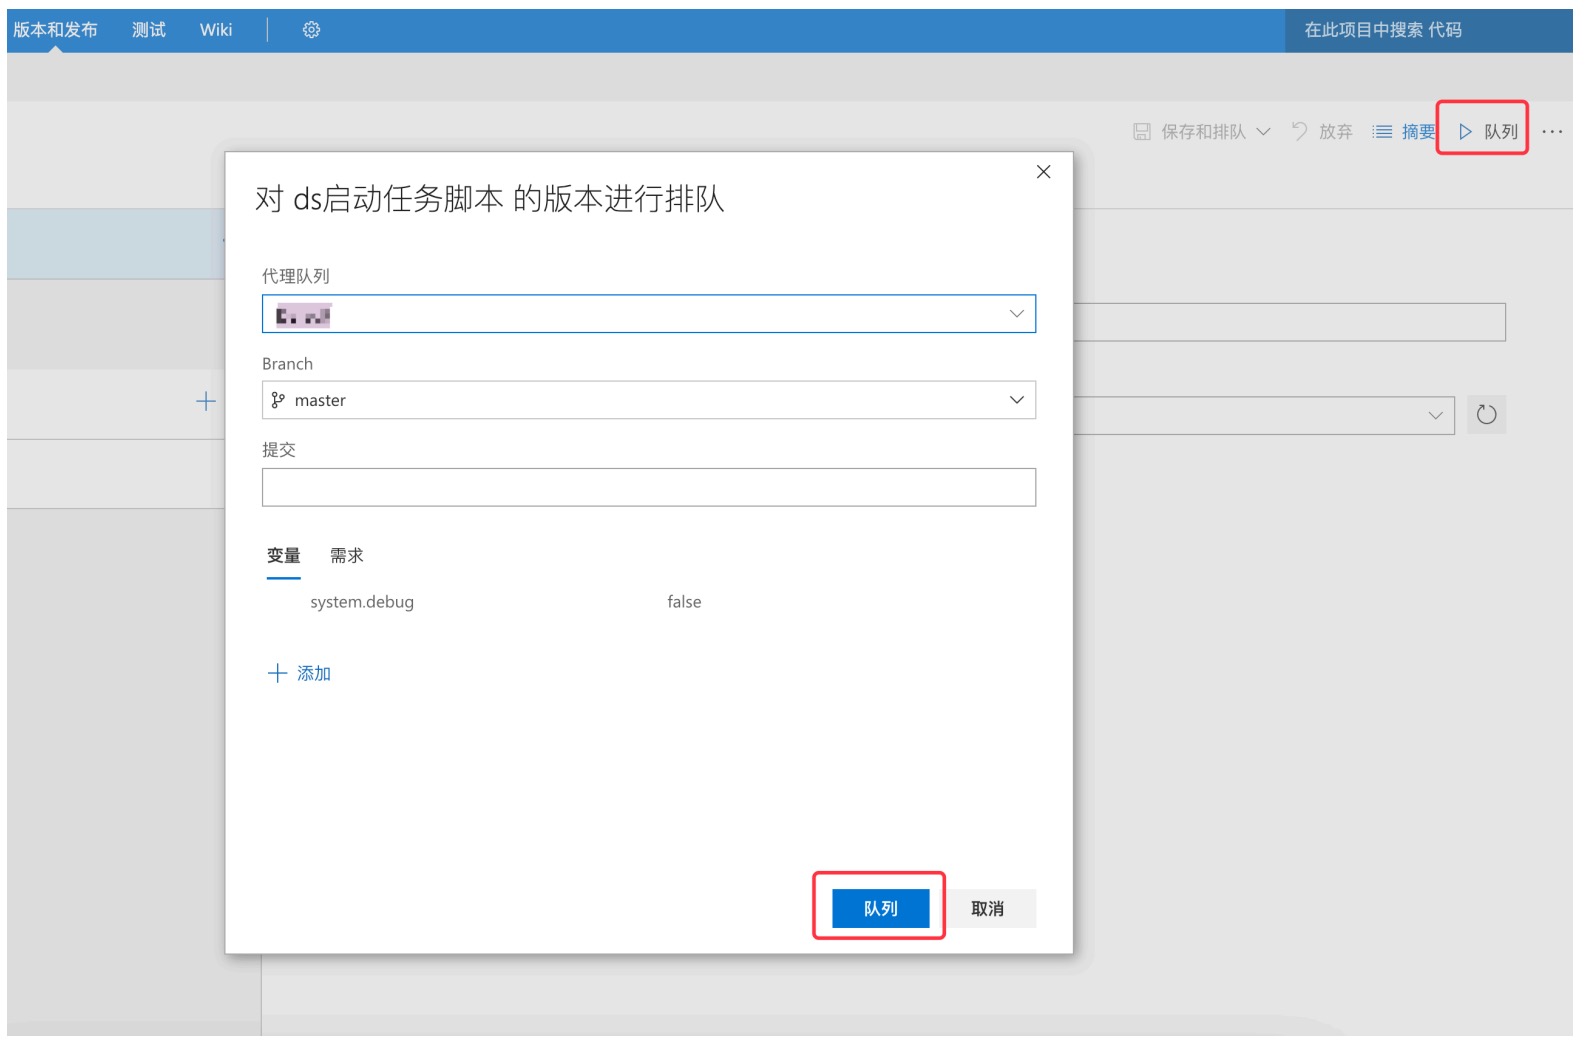 版本和发布 测试 Wiki 在此项目中搜索 代码
保存和排队 放弃 摘要 队列 ...
对 ds启动任务脚本 的版本进行排队
代理队列
Branch
master
提交
变量 需求
system.debug false
添加
队列 取消